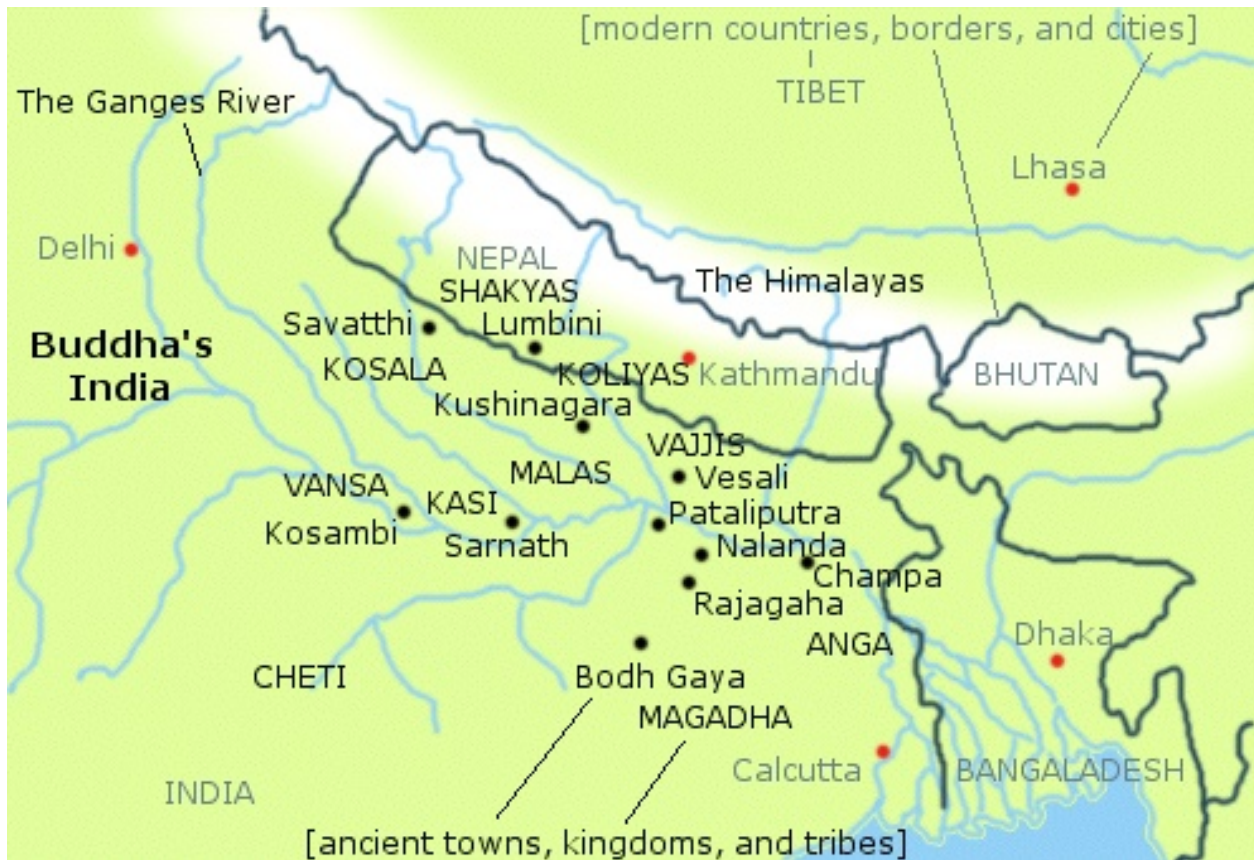 [modern countries, borders, and cities]
TIBET
The Ganges River
Lhasa
Delhi
NEPAL
The Himalayas
SHAKYAS
Savatthi
Lumbini
Buddha's
India
KOSALA
KOLIYAS
Kathmandu
BHUTAN
Kushinagara
VAJJIS
MALAS
Vesali
VANSA
KASI
Kosambi
Sarnath
Pataliputra
Nalanda
Champa
Rajagaha
ANGA
Dhaka
CHETI
Bodh Gaya
MAGADHA
Calcutta
BANGALADESH
INDIA
[ancient towns, kingdoms, and tribes]